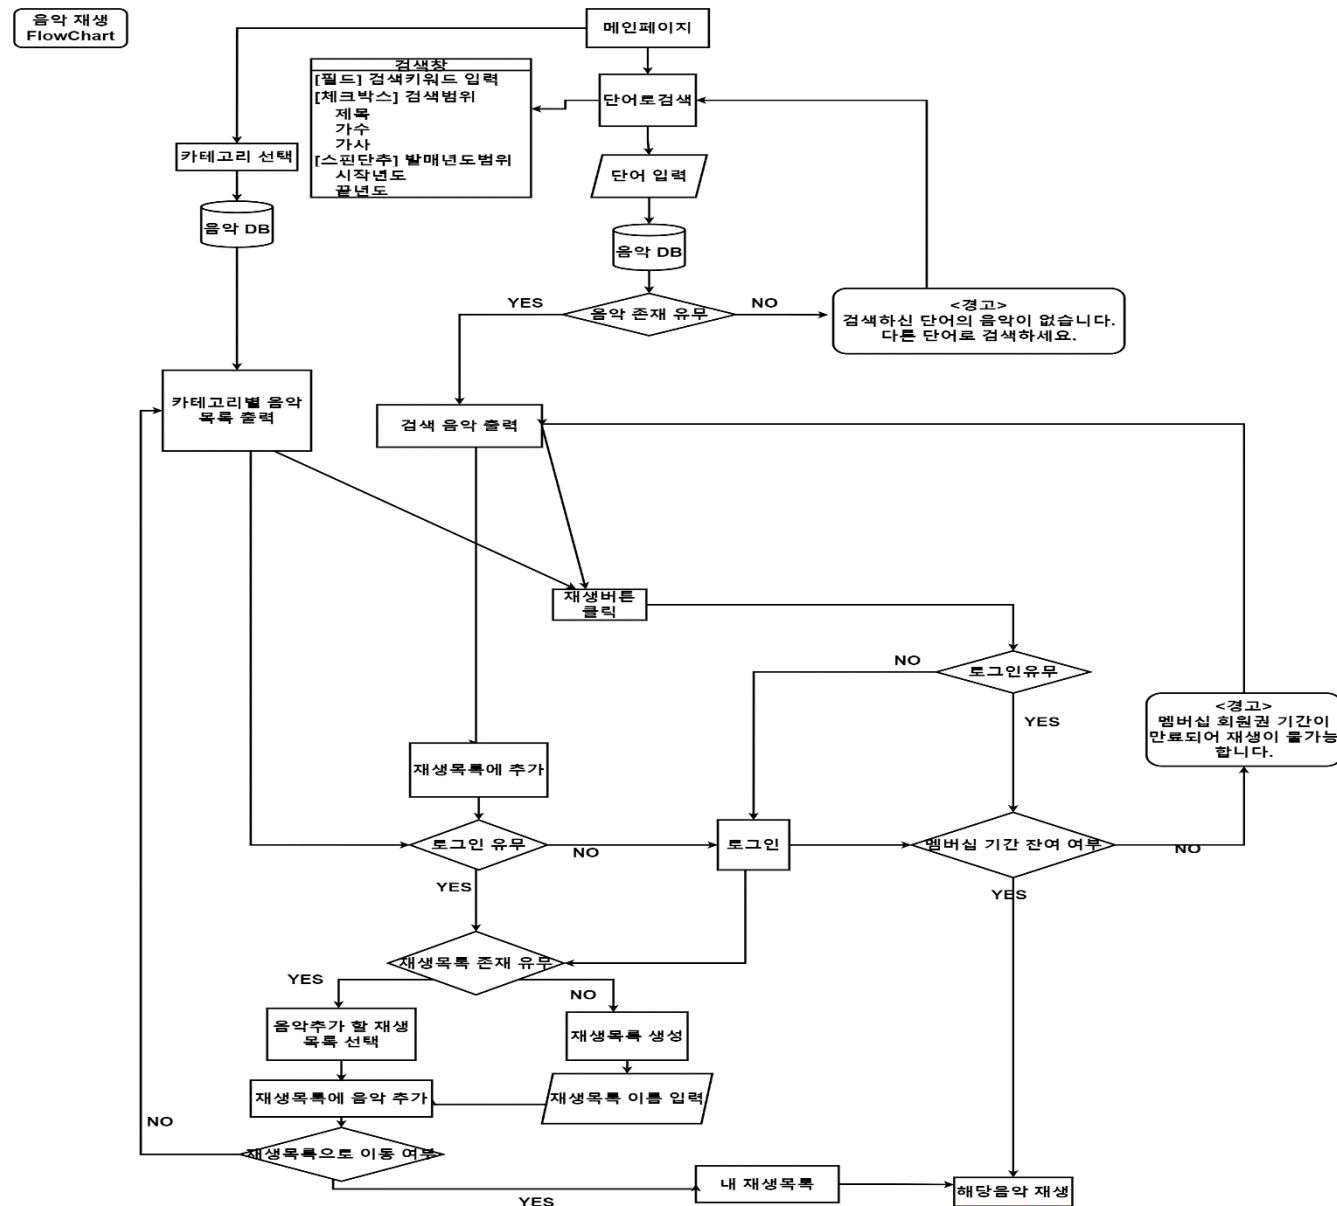 음악 재생
FlowChart
메인페이지
검색창
[필드] 검색키워드 입력
[체크박스] 검색범위
제목
가수
가사
[스핀단추] 발매년도범위
시작년도
끝년도
단어로검색
카테고리 선택
단어 입력
음악 DB
음악 DB
YES
음악 존재 유무
NO
<경고>
검색하신 단어의 음악이 없습니다.
다른 단어로 검색하세요.
카테고리별 음악
목록 출력
검색 음악 출력
재생버튼
클릭
NO
로그인유무
YES
<경고>
멤버십 회원권 기간이
만료되어 재생이 불가능
합니다.
재생목록에 추가
로그인 유무
NO
로그인
멤버십 기간 잔여 여부
NO
YES
YES
재생목록 존재 유무
YES
NO
음악추가 할 재생
목록 선택
재생목록 생성
재생목록에 음악 추가
재생목록 이름 입력
NO
재생목록으로 이동 여부
YES
내 재생목록
해당음악 재생